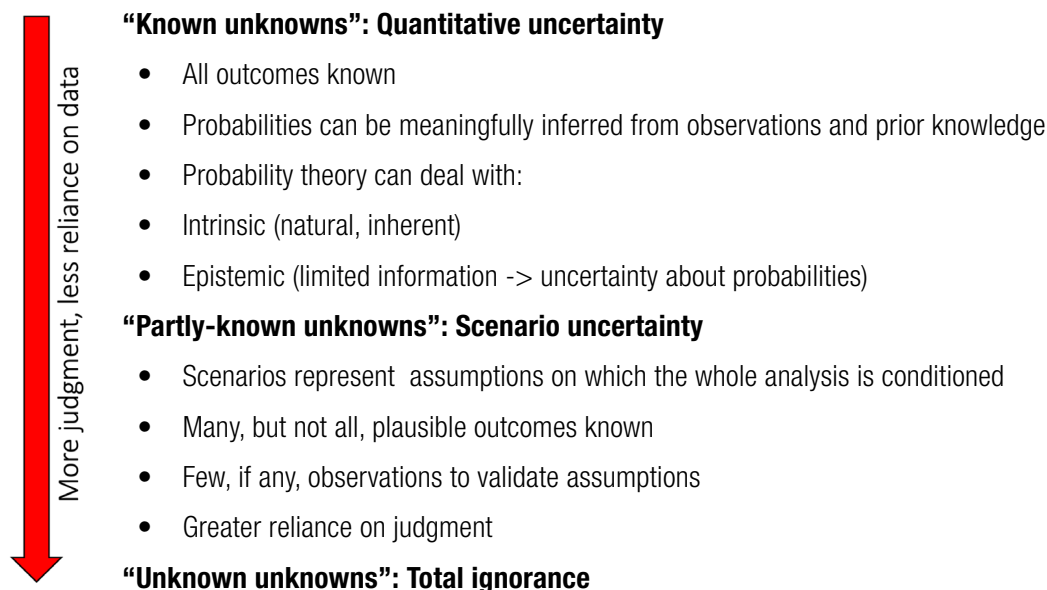 “Known unknowns”: Quantitative uncertainty
• All outcomes known
• Probabilities can be meaningfully inferred from observations and prior knowledge
• Probability theory can deal with:
• Intrinsic (natural, inherent)
• Epistemic (limited information -> uncertainty about probabilities)
“Partly-known unknowns”: Scenario uncertainty
• Scenarios represent assumptions on which the whole analysis is conditioned
• Many, but not all, plausible outcomes known
• Few, if any, observations to validate assumptions
• Greater reliance on judgment
“Unknown unknowns”: Total ignorance
More judgment, less reliance on data